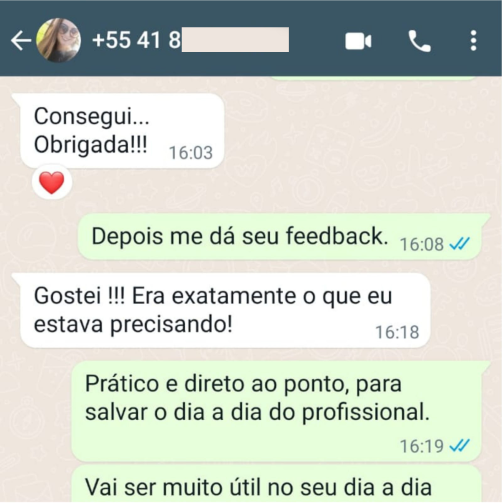 +55 41 8
Consegui...
Obrigada!!!
16:03
Depois me dá seu feedback.
16:08
Gostei !!! Era exatamente o que eu
estava precisando!
16:18
Prático e direto ao ponto, para
salvar o dia a dia do profissional.
16:19
Vai ser muito útil no seu dia a dia